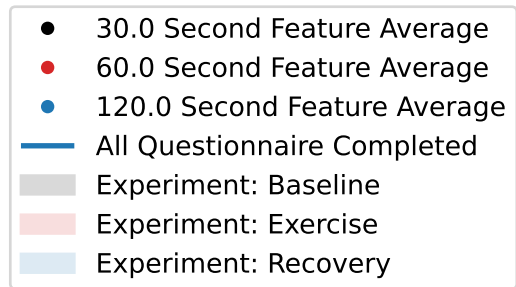 30.0 Second Feature Average
60.0 Second Feature Average
120.0 Second Feature Average
All Questionnaire Completed
Experiment: Baseline
Experiment: Exercise
Experiment: Recovery